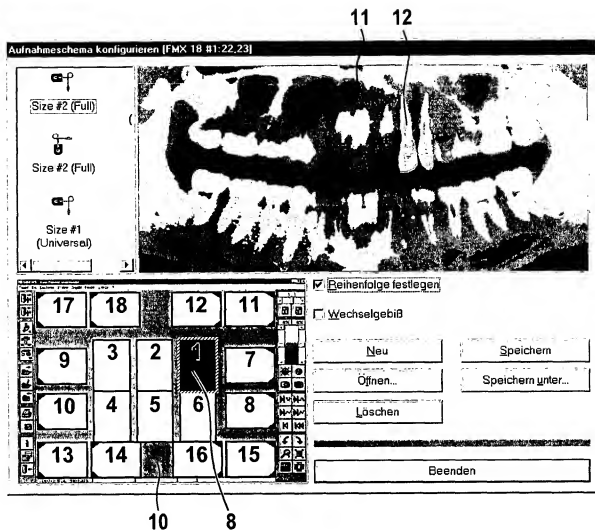 11 12
Aufnahmeschema konfigurieren [FMX 18 #1:22,23]
Size #2 (Full)
Size #2 (Full)
Size #1
(Universal)
Reihenfolge festlegen
Wechselgebiß
Neu
Speichern
Öffnen...
Speichern unter...
Löschen
Beenden
17 18 12 11
3 2 1
9 7
4 5 6
10 8
13 14 16 15
10 8